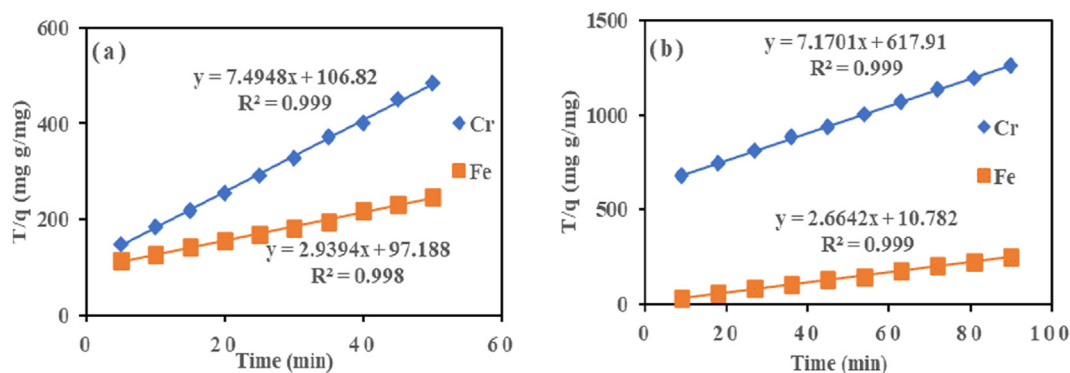 (a)
600
400
200
0
T/q (mg g/mg)
y = 7.4948x + 106.82
R² = 0.999
Cr
Fe
y = 2.9394x + 97.188
R² = 0.998
0 20 40 60
Time (min)
(b)
1500
1000
500
0
T/q (mg g/mg)
y = 7.1701x + 617.91
R² = 0.999
Cr
Fe
y = 2.6642x + 10.782
R² = 0.999
0 20 40 60 80 100
Time (min)